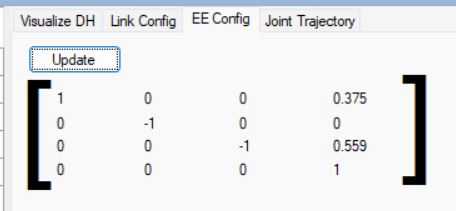 Visualize DH Link Config EE Config Joint Trajectory
Update
1 0 0 0.375
0 -1 0 0
0 0 -1 0.559
0 0 0 1